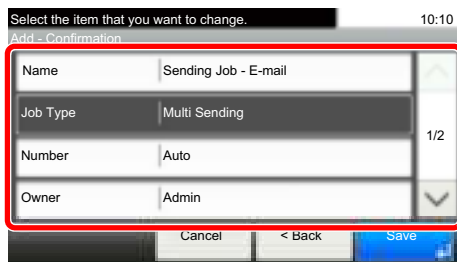 Select the item that you want to change. 10:10
Add - Confirmation
Name Sending Job - E-mail
Job Type Multi Sending
1/2
Number Auto
Owner Admin
Cancel < Back Save